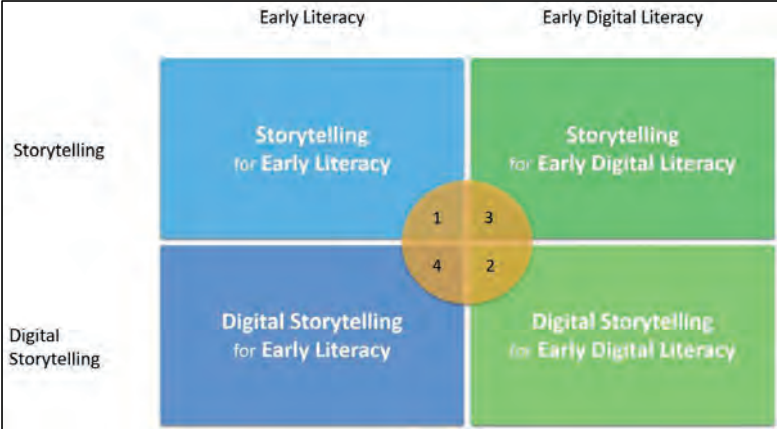 Early Literacy
Early Digital Literacy
Storytelling
Storytelling
for Early Literacy
Storytelling
for Early Digital Literacy
1
3
4
2
Digital
Storytelling
Digital Storytelling
for Early Literacy
Digital Storytelling
for Early Digital Literacy